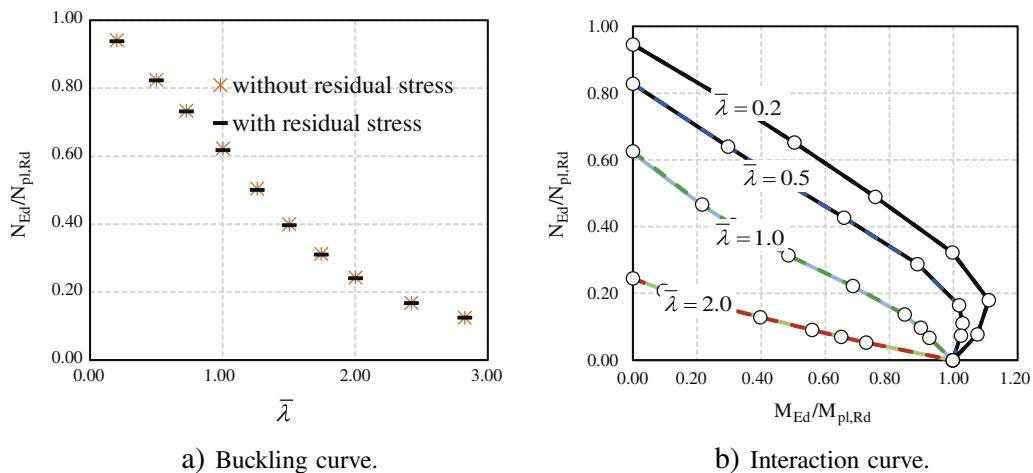 1.00
0.80
0.60
0.40
0.20
0.00
N_Ed/N_pl,Rd
without residual stress
with residual stress
0.00 1.00 2.00 3.00
λ̅
a) Buckling curve.
1.00
0.80
0.60
0.40
0.20
0.00
N_Ed/N_pl,Rd
λ̅=0.2
λ̅=0.5
λ̅=1.0
λ̅=2.0
0.00 0.20 0.40 0.60 0.80 1.00 1.20
M_Ed/M_pl,Rd
b) Interaction curve.